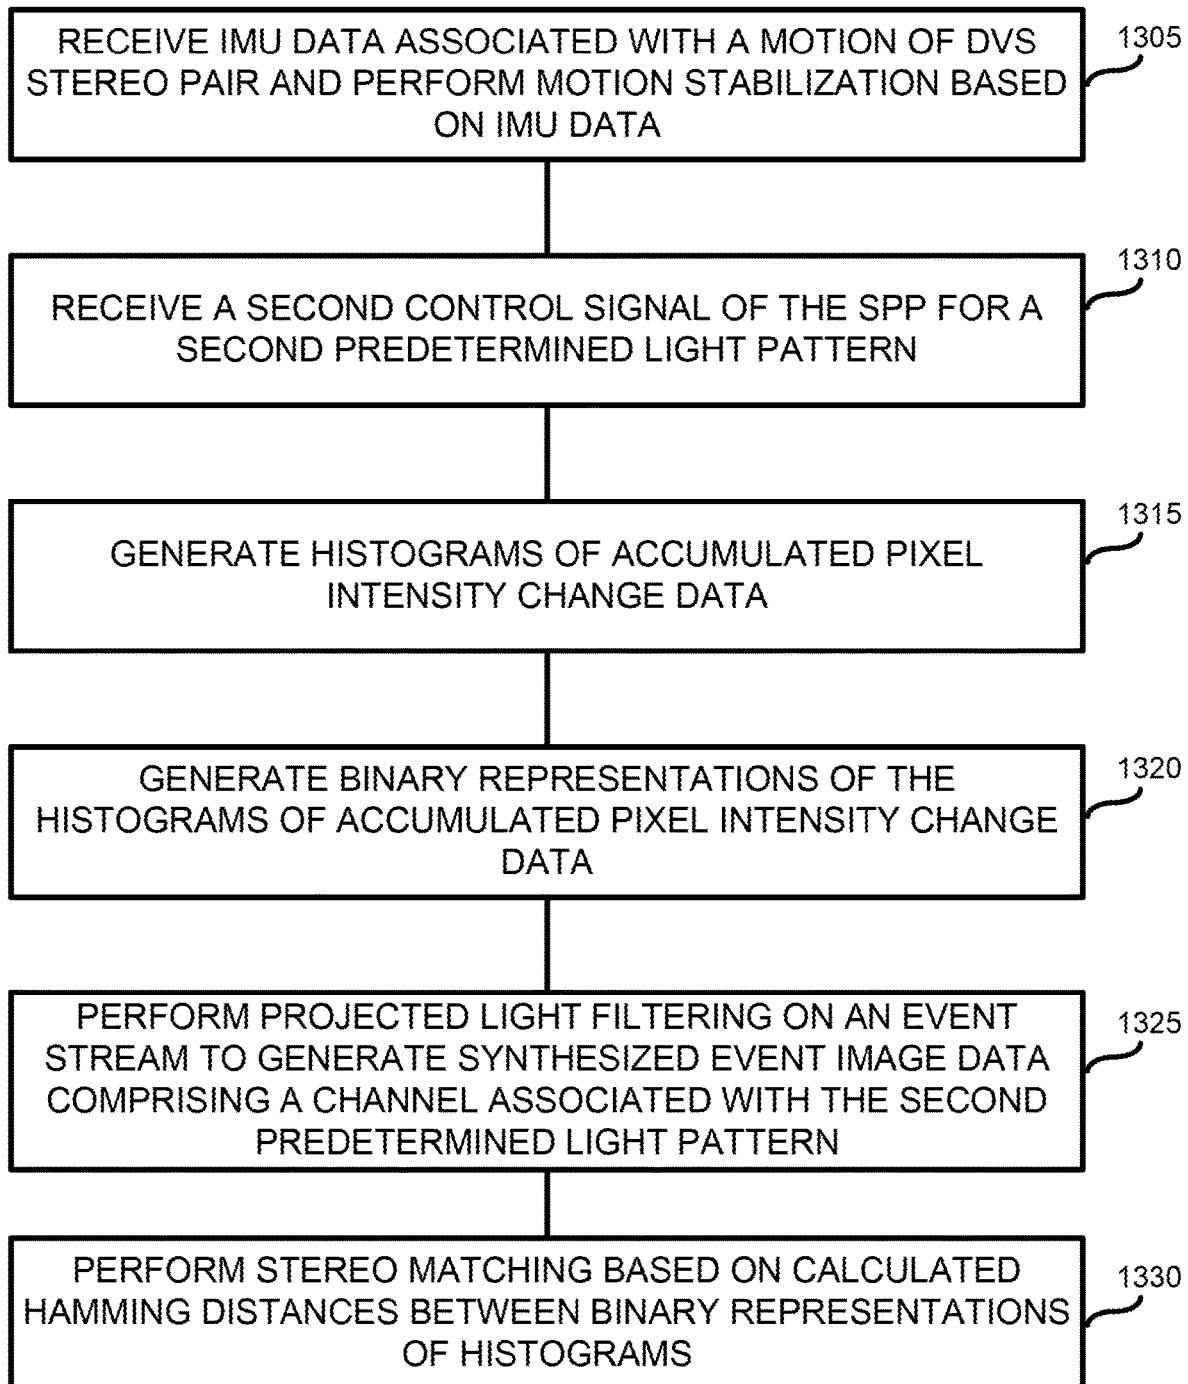 RECEIVE IMU DATA ASSOCIATED WITH A MOTION OF DVS
STEREO PAIR AND PERFORM MOTION STABILIZATION BASED
ON IMU DATA
1305
RECEIVE A SECOND CONTROL SIGNAL OF THE SPP FOR A
SECOND PREDETERMINED LIGHT PATTERN
1310
GENERATE HISTOGRAMS OF ACCUMULATED PIXEL
INTENSITY CHANGE DATA
1315
GENERATE BINARY REPRESENTATIONS OF THE
HISTOGRAMS OF ACCUMULATED PIXEL INTENSITY CHANGE
DATA
1320
PERFORM PROJECTED LIGHT FILTERING ON AN EVENT
STREAM TO GENERATE SYNTHESIZED EVENT IMAGE DATA
COMPRISING A CHANNEL ASSOCIATED WITH THE SECOND
PREDETERMINED LIGHT PATTERN
1325
PERFORM STEREO MATCHING BASED ON CALCULATED
HAMMING DISTANCES BETWEEN BINARY REPRESENTATIONS
OF HISTOGRAMS
1330